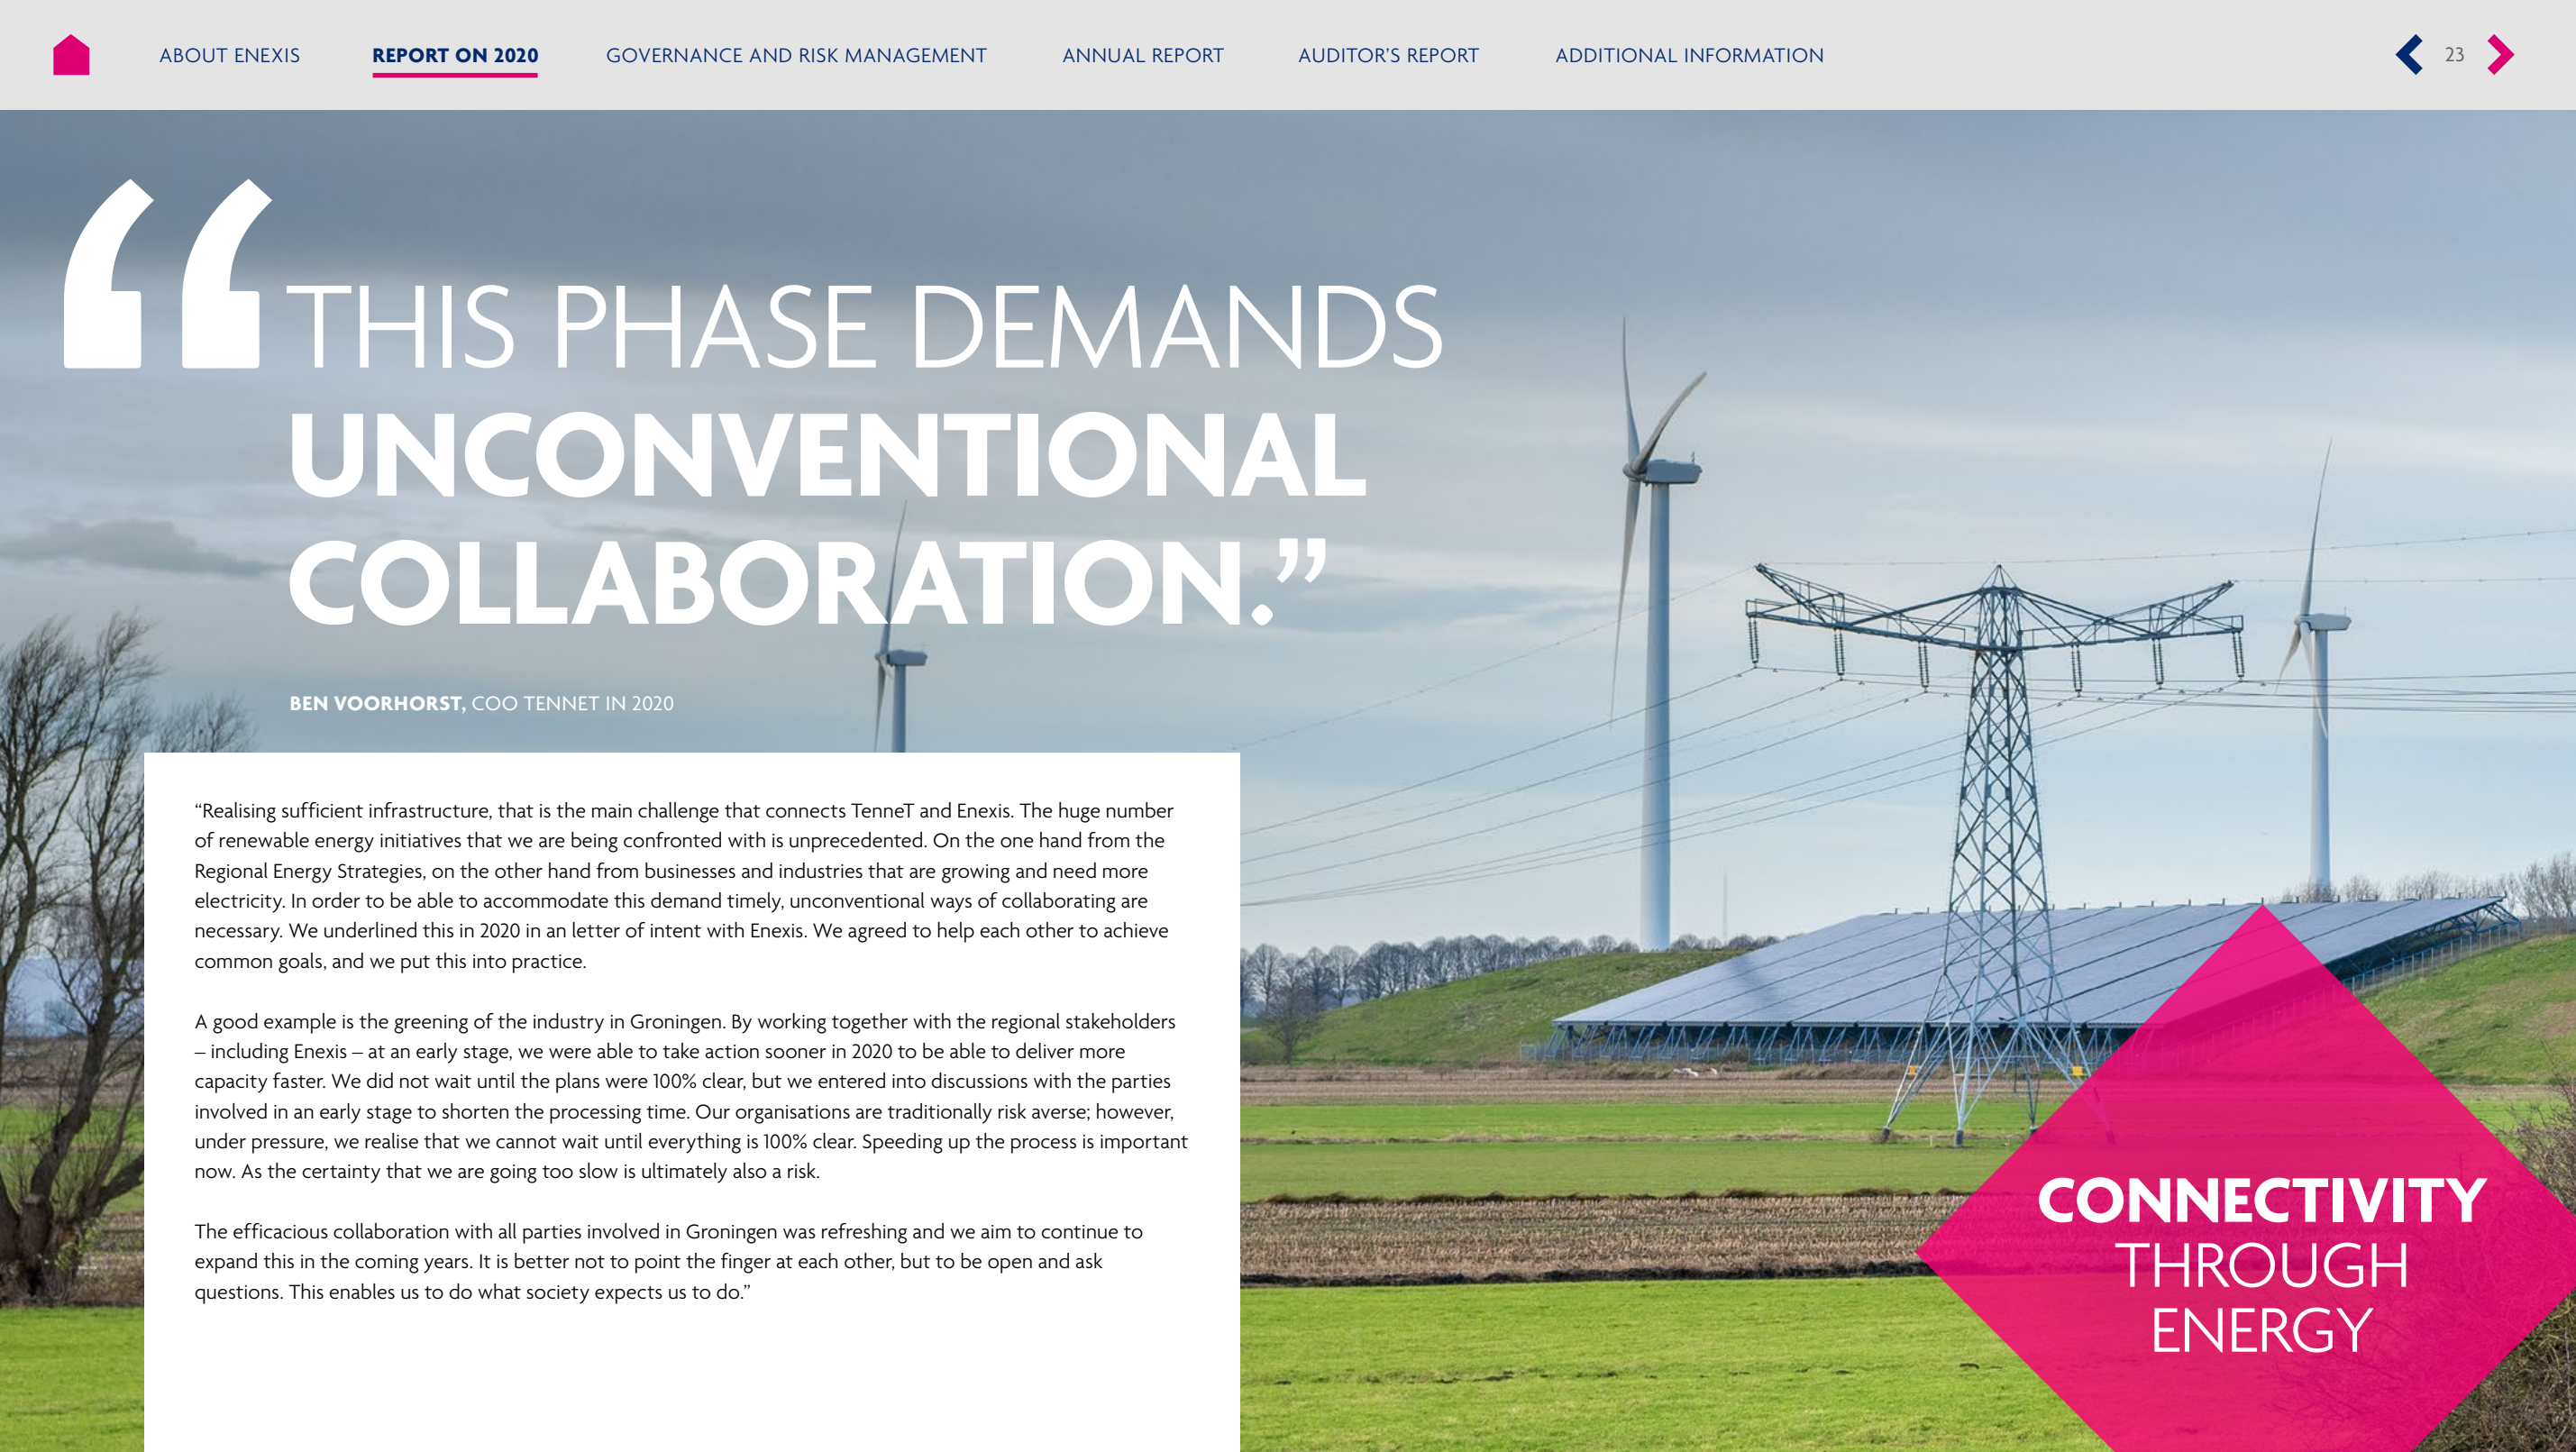 ABOUT ENEXIS
REPORT ON 2020
GOVERNANCE AND RISK MANAGEMENT
ANNUAL REPORT
AUDITOR’S REPORT
ADDITIONAL INFORMATION
23
“THIS PHASE DEMANDS
UNCONVENTIONAL
COLLABORATION.”
BEN VOORHORST, COO TENNET IN 2020
“Realising sufficient infrastructure, that is the main challenge that connects TenneT and Enexis. The huge number
of renewable energy initiatives that we are being confronted with is unprecedented. On the one hand from the
Regional Energy Strategies, on the other hand from businesses and industries that are growing and need more
electricity. In order to be able to accommodate this demand timely, unconventional ways of collaborating are
necessary. We underlined this in 2020 in an letter of intent with Enexis. We agreed to help each other to achieve
common goals, and we put this into practice.
A good example is the greening of the industry in Groningen. By working together with the regional stakeholders
– including Enexis – at an early stage, we were able to take action sooner in 2020 to be able to deliver more
capacity faster. We did not wait until the plans were 100% clear, but we entered into discussions with the parties
involved in an early stage to shorten the processing time. Our organisations are traditionally risk averse; however,
under pressure, we realise that we cannot wait until everything is 100% clear. Speeding up the process is important
now. As the certainty that we are going too slow is ultimately also a risk.
The efficacious collaboration with all parties involved in Groningen was refreshing and we aim to continue to
expand this in the coming years. It is better not to point the finger at each other, but to be open and ask
questions. This enables us to do what society expects us to do.”
CONNECTIVITY
THROUGH
ENERGY